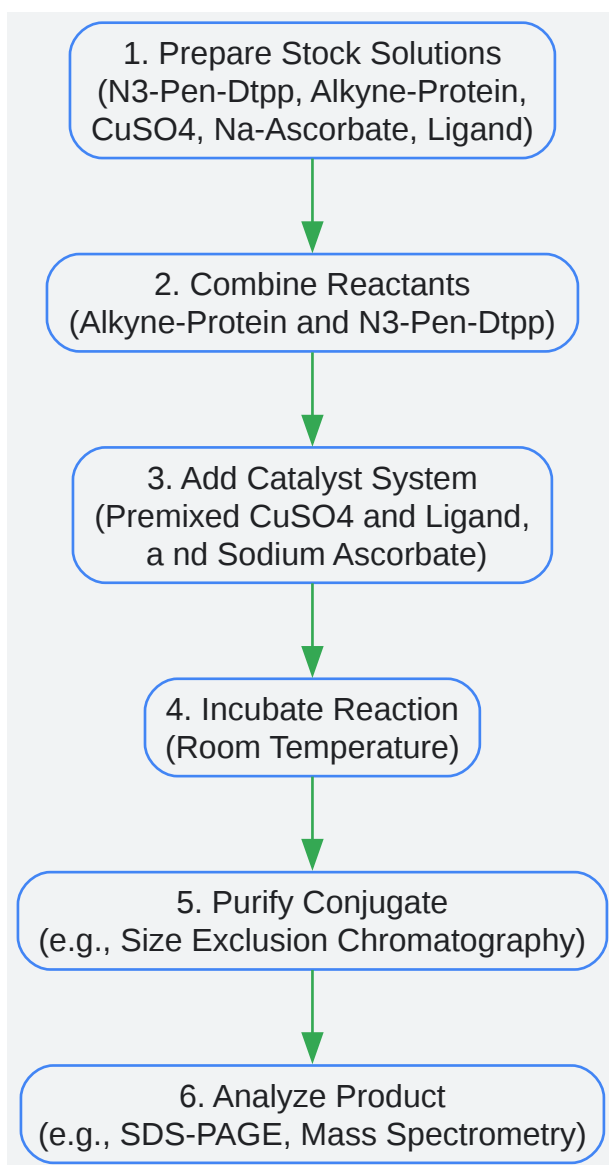 1. Prepare Stock Solutions
(N3-Pen-Dtpp, Alkyne-Protein,
CuSO4, Na-Ascorbate, Ligand)
2. Combine Reactants
(Alkyne-Protein and N3-Pen-Dtpp)
3. Add Catalyst System
(Premixed CuSO4 and Ligand,
a nd Sodium Ascorbate)
4. Incubate Reaction
(Room Temperature)
5. Purify Conjugate
(e.g., Size Exclusion Chromatography)
6. Analyze Product
(e.g., SDS-PAGE, Mass Spectrometry)